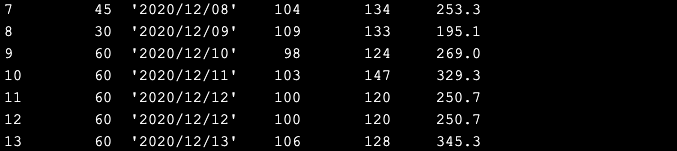 7 45 '2020/12/08' 104 134 253.3
8 30 '2020/12/09' 109 133 195.1
9 60 '2020/12/10' 98 124 269.0
10 60 '2020/12/11' 103 147 329.3
11 60 '2020/12/12' 100 120 250.7
12 60 '2020/12/12' 100 120 250.7
13 60 '2020/12/13' 106 128 345.3